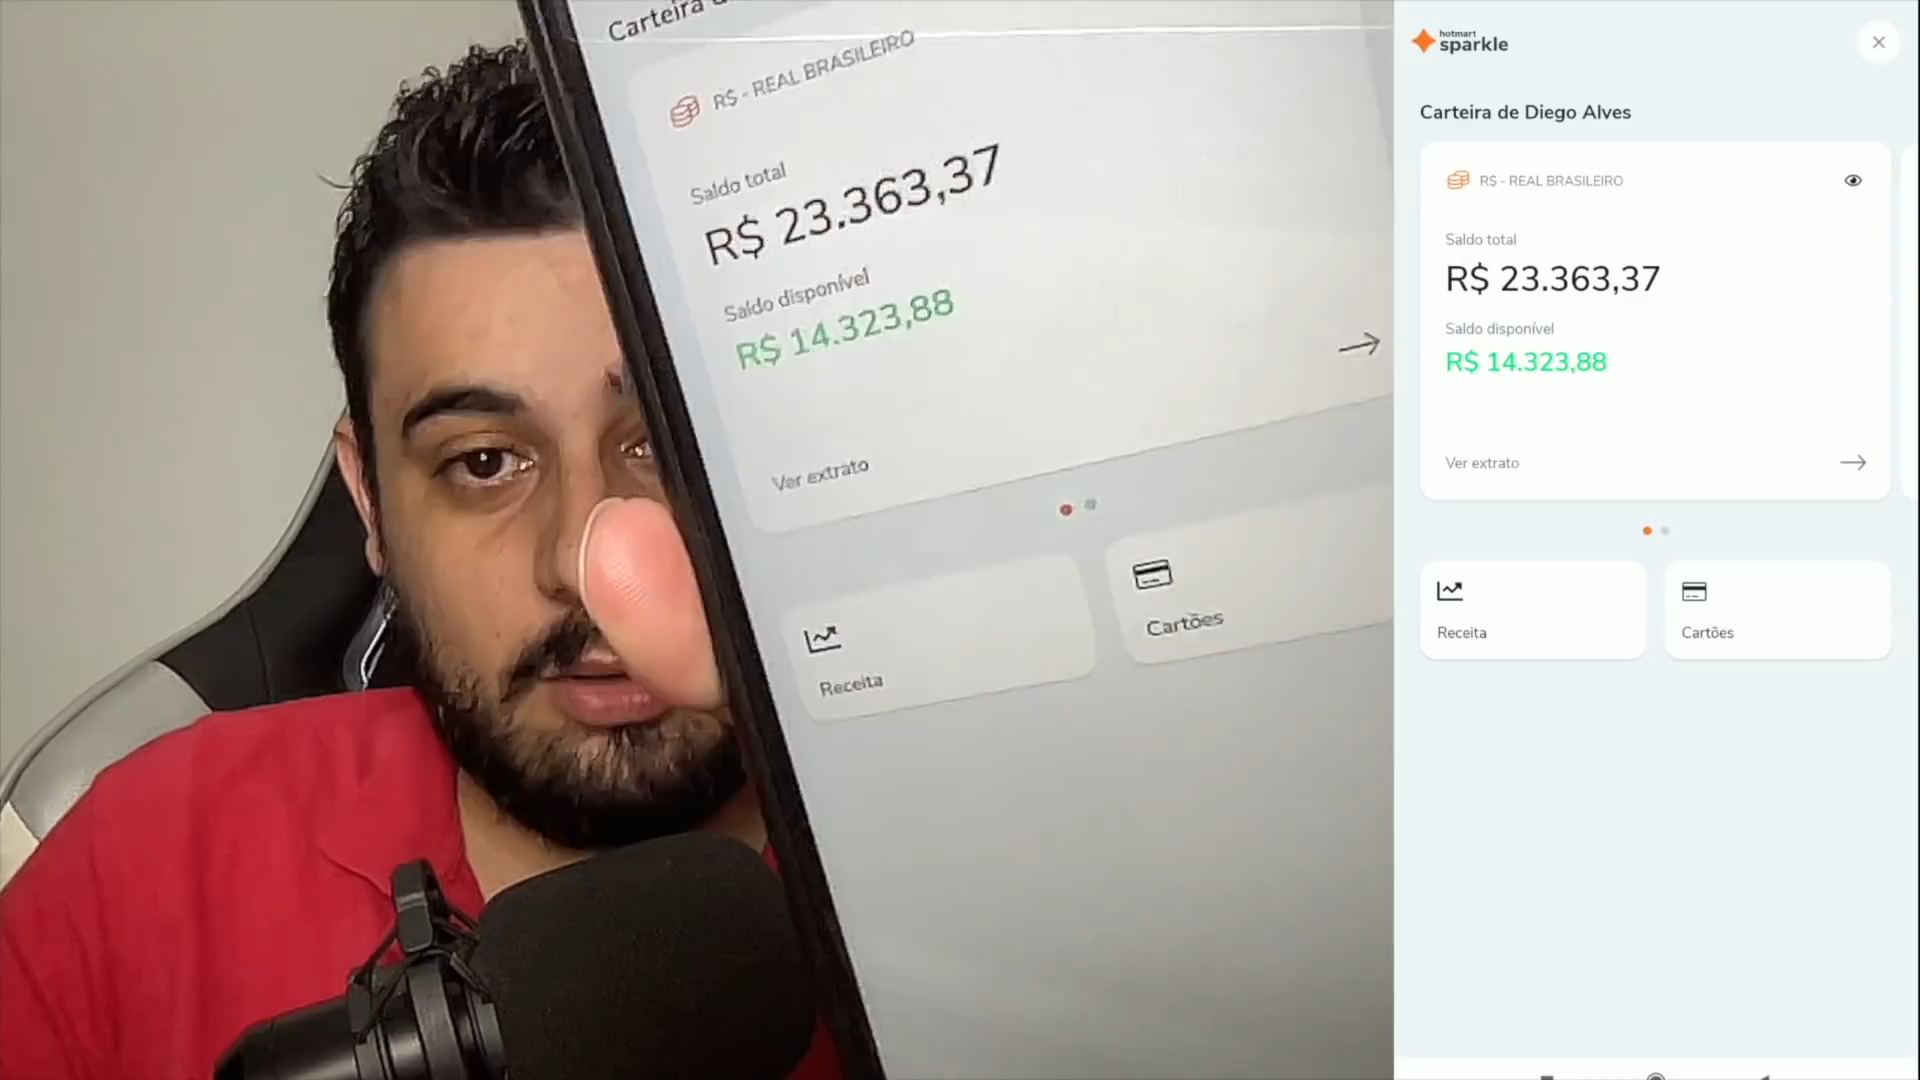 Carteira
R$ - REAL BRASILEIRO
Saldo total
R$ 23.363,37
Saldo disponível
R$ 14.323,88
Ver extrato
Receita
Cartões
hotmart
sparkle
Carteira de Diego Alves
R$ - REAL BRASILEIRO
Saldo total
R$ 23.363,37
Saldo disponível
R$ 14.323,88
Ver extrato
Receita
Cartões